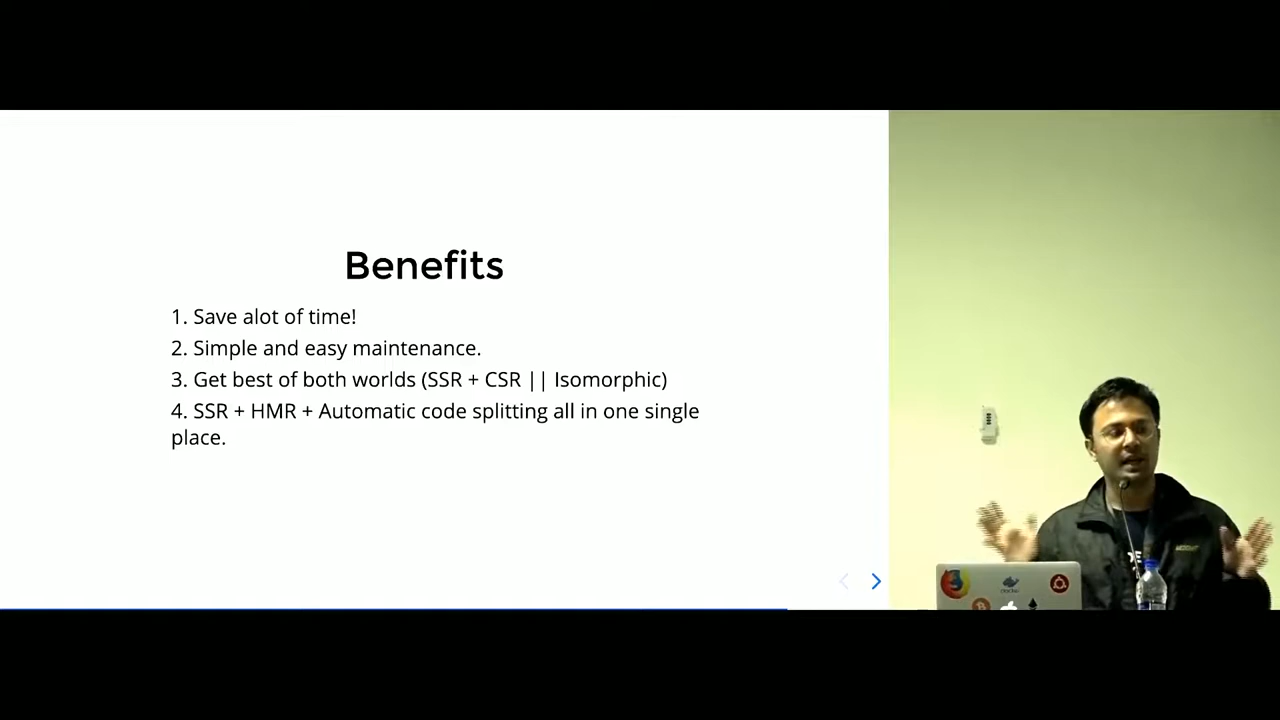 Benefits
1. Save alot of time!
2. Simple and easy maintenance.
3. Get best of both worlds (SSR + CSR || Isomorphic)
4. SSR + HMR + Automatic code splitting all in one single
place.